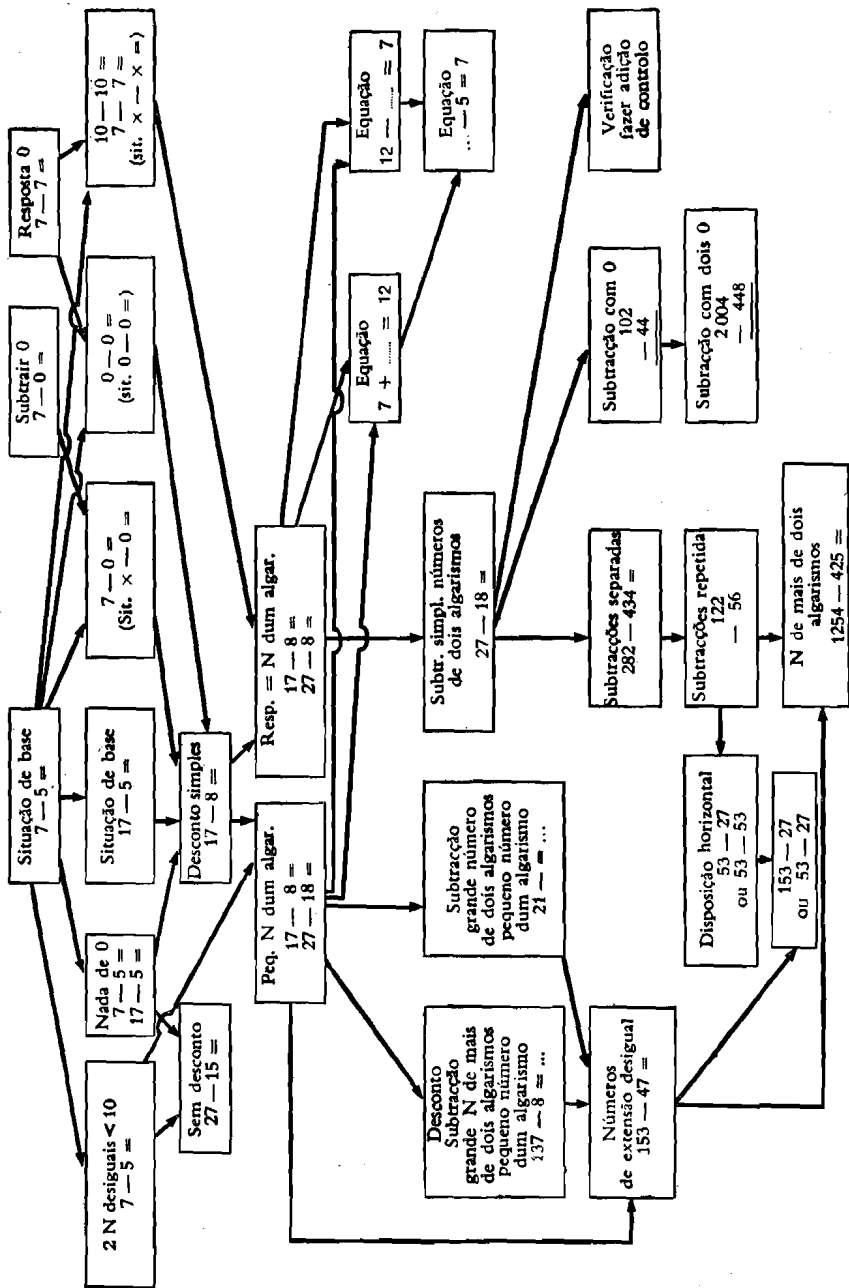 Situação de base
7 — 5 =
Subtrair 0
7 — 0 =
Resposta 0
7 — 7 =
2 N desiguais < 10
7 — 5 =
Nada de 0
7 — 5 =
17 — 5 =
Situação de base
17 — 5 =
7 — 0 =
(Sit. x — 0 =
0 — 0 =
(sit. 0 — 0 =)
10 — 10 =
7 — 7 =
(sit. x — x =)
Sem desconto
27 — 15 =
Desconto simples
17 — 8 =
Peq. N dum algar.
17 — 8 =
27 — 18 =
Resp. = N dum algar.
17 — 8 =
27 — 8 =
Equação
7 + ...... = 12
Equação
12 — ...... = 7
Equação
... — 5 = 7
Desconto
Subtracção
grande N de mais
de dois algarismos
pequeno número
dum algarismo
137 — 8 = ...
Subtracção
grande número
de dois algarismos
pequeno número
dum algarismo
21 — = ...
Subtr. simpl. números
de dois algarismos
27 — 18 =
Números
de extensão desigual
153 — 47 =
Subtracções separadas
282 — 434 =
Subtracção com 0
102
— 44
Verificação
fazer adição
de controlo
Disposição horizontal
53 — 27
ou 53 — 53
Subtracções repetida
122
— 56
Subracção com dois 0
2 004
— 448
153 — 27
ou 53 — 27
N de mais de dois
algarismos
1254 — 425 =